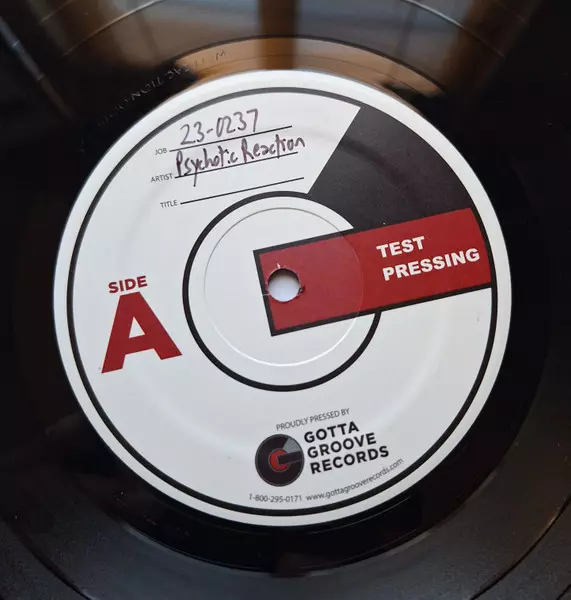 JOB 23-0237
ARTIST Psychotic Reaction
TITLE
TEST
PRESSING
SIDE
A
PROUDLY PRESSED BY
GOTTA
GROOVE
RECORDS
1-800-295-0171 www.gottagrooverecords.com